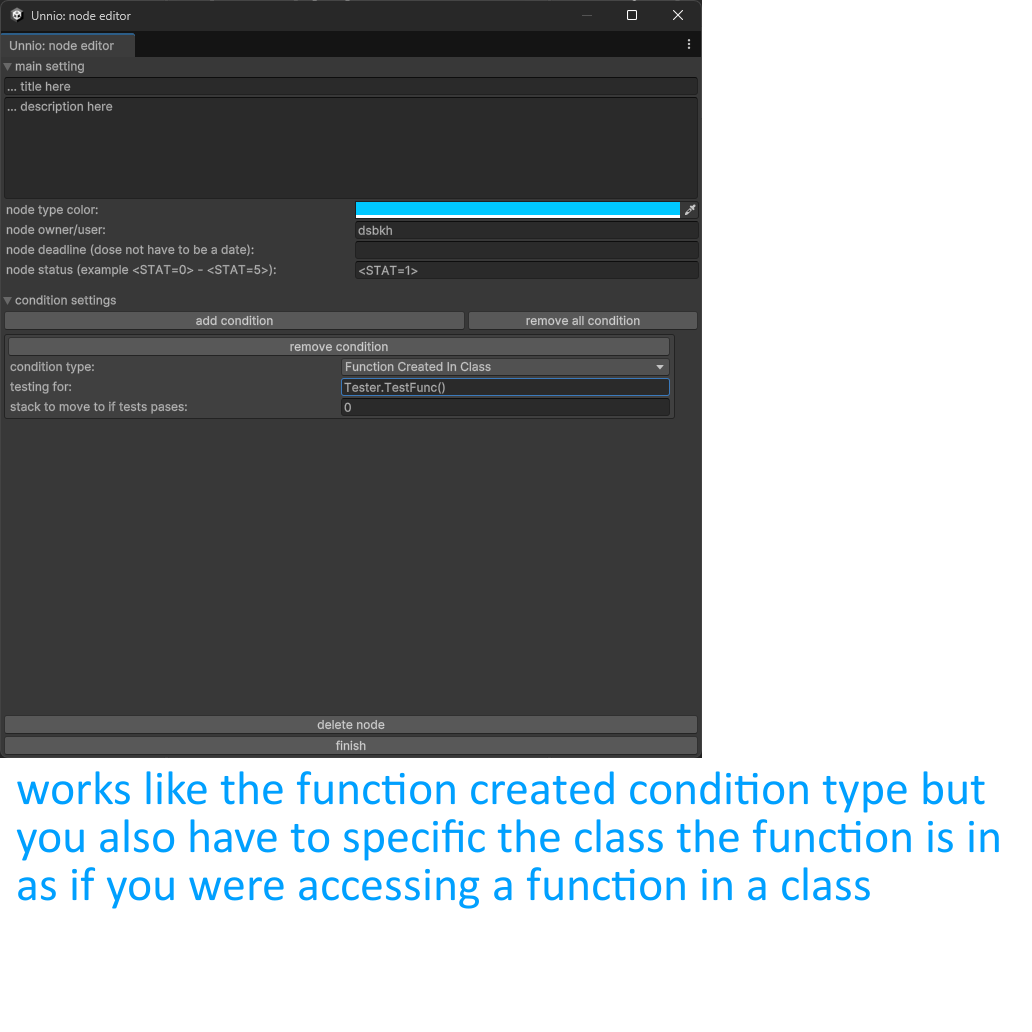 Unnio: node editor
Unnio: node editor
main setting
... title here
... description here
node type color:
node owner/user: dsbkh
node deadline (dose not have to be a date):
node status (example <STAT=0> - <STAT=5>): <STAT=1>
condition settings
add condition remove all condition
remove condition
condition type: Function Created In Class
testing for: Tester.TestFunc()
stack to move to if tests pases: 0
delete node
finish
works like the function created condition type but
you also have to specific the class the function is in
as if you were accessing a function in a class